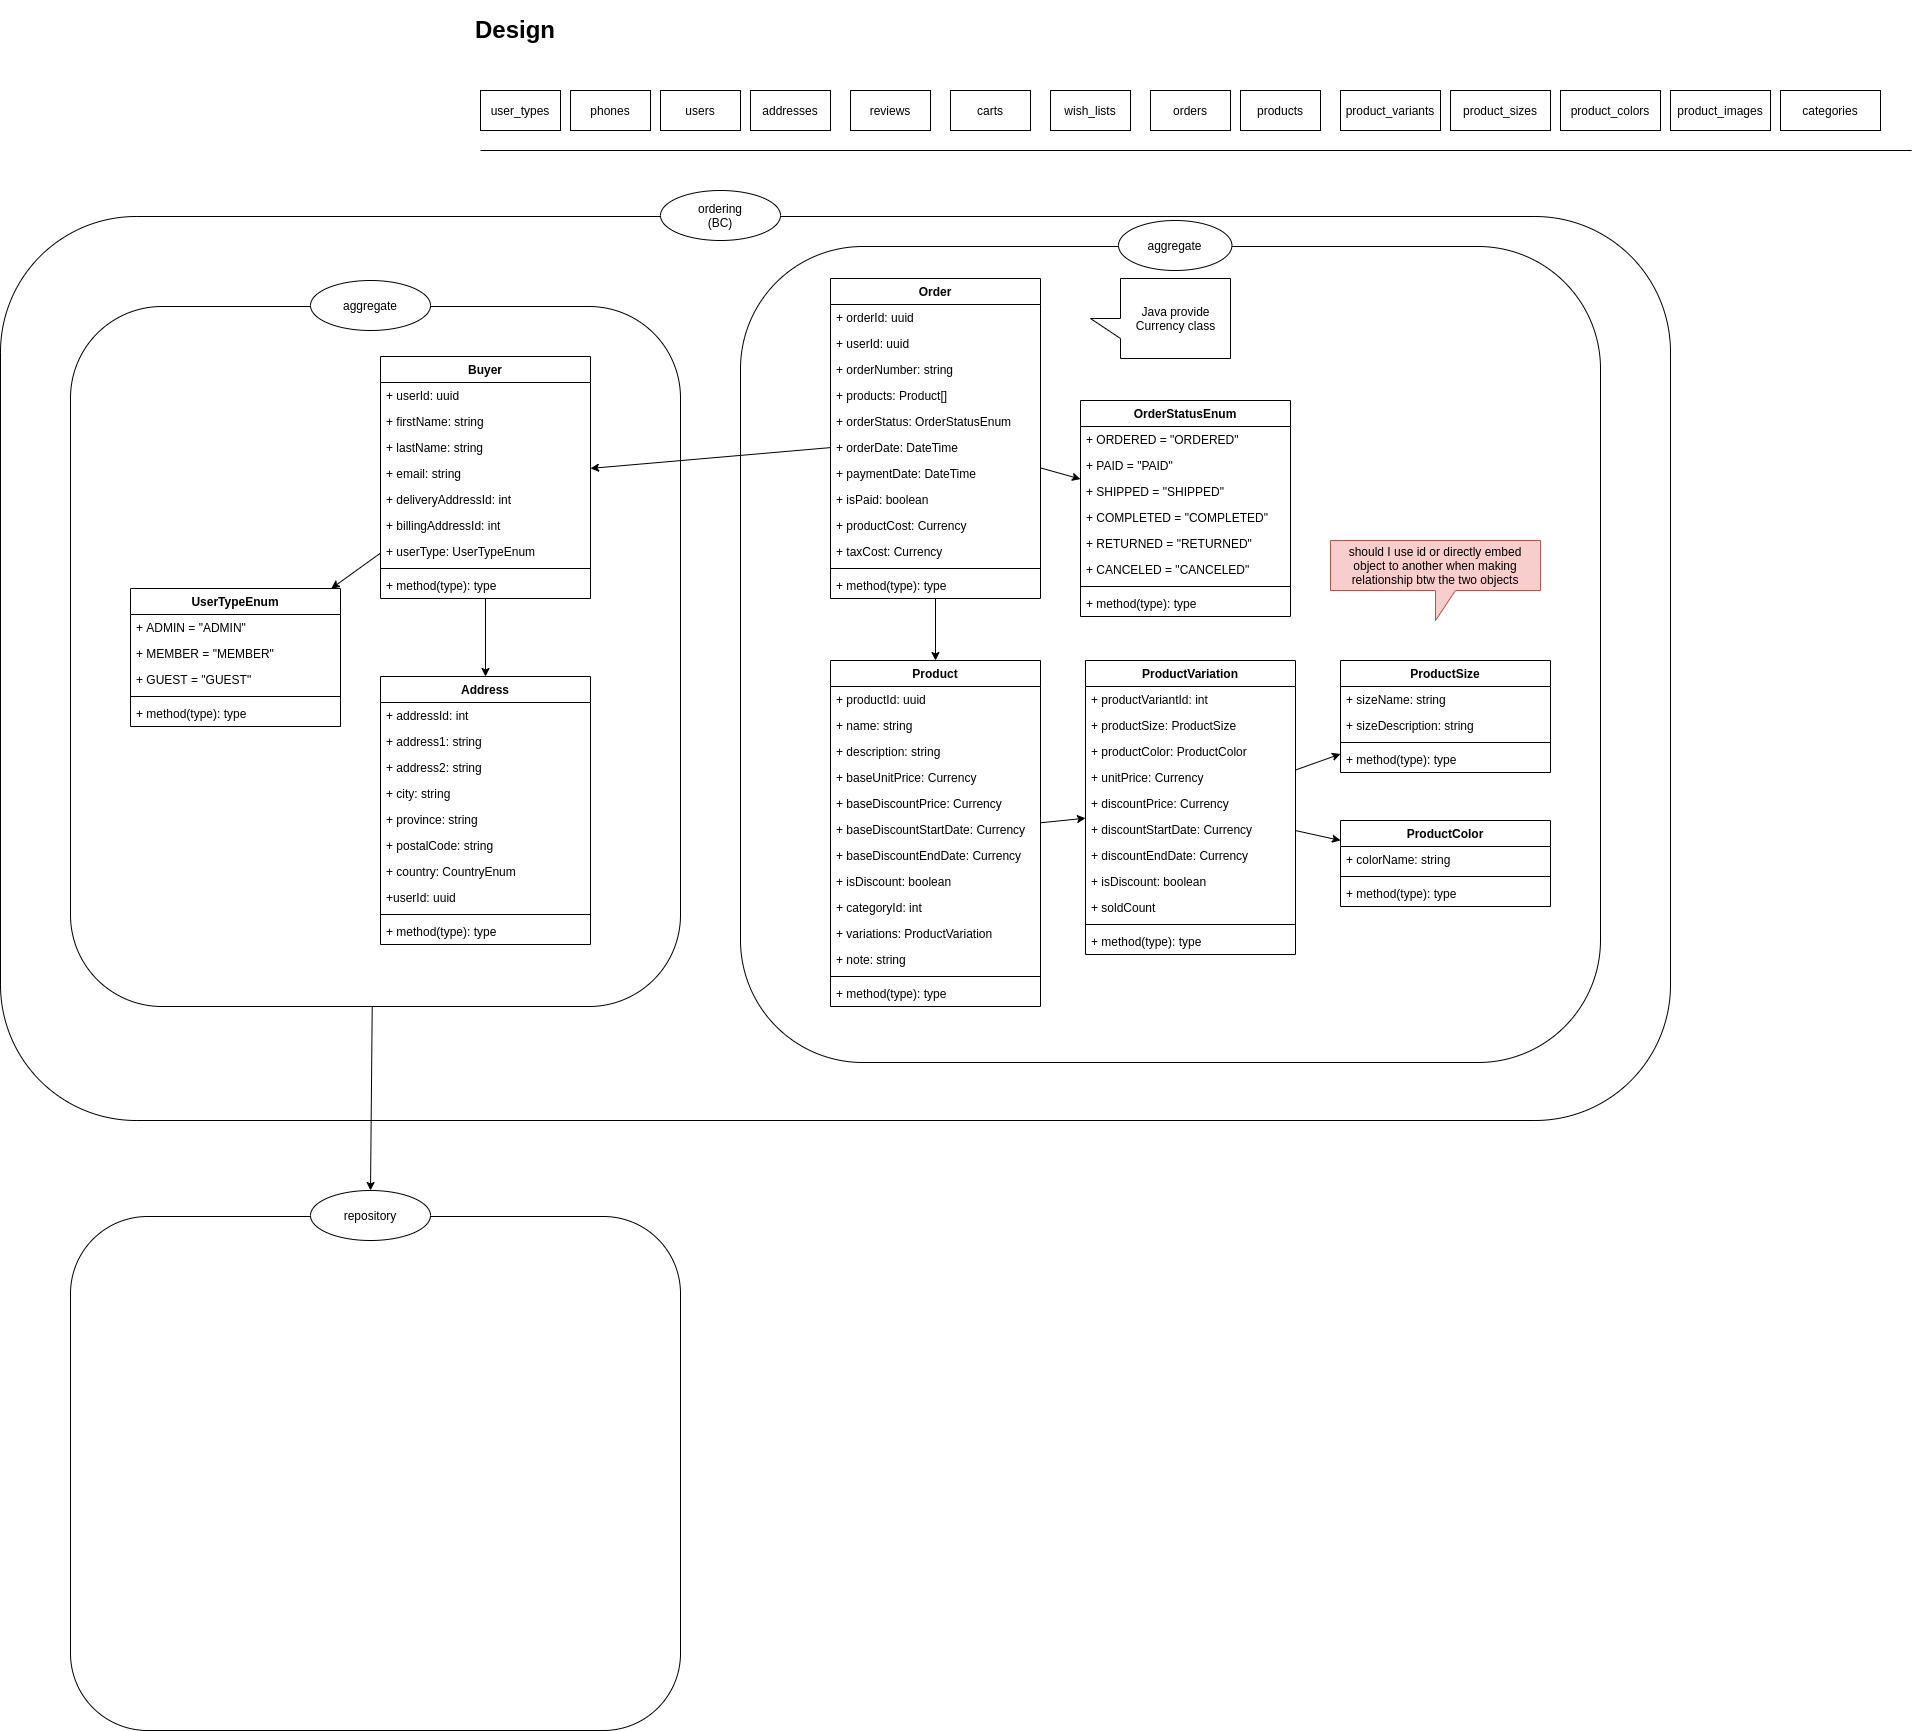 Design
user_types
phones
users
addresses
reviews
carts
wish_lists
orders
products
product_variants
product_sizes
product_colors
product_images
categories
ordering
(BC)
aggregate
Buyer
+ userId: uuid
+ firstName: string
+ lastName: string
+ email: string
+ deliveryAddressId: int
+ billingAddressId: int
+ userType: UserTypeEnum
+ method(type): type
UserTypeEnum
+ ADMIN = "ADMIN"
+ MEMBER = "MEMBER"
+ GUEST = "GUEST"
+ method(type): type
Address
+ addressId: int
+ address1: string
+ address2: string
+ city: string
+ province: string
+ postalCode: string
+ country: CountryEnum
+userId: uuid
+ method(type): type
aggregate
Order
+ orderId: uuid
+ userId: uuid
+ orderNumber: string
+ products: Product[]
+ orderStatus: OrderStatusEnum
+ orderDate: DateTime
+ paymentDate: DateTime
+ isPaid: boolean
+ productCost: Currency
+ taxCost: Currency
+ method(type): type
Java provide
Currency class
OrderStatusEnum
+ ORDERED = "ORDERED"
+ PAID = "PAID"
+ SHIPPED = "SHIPPED"
+ COMPLETED = "COMPLETED"
+ RETURNED = "RETURNED"
+ CANCELED = "CANCELED"
+ method(type): type
should I use id or directly embed
object to another when making
relationship btw the two objects
Product
+ productId: uuid
+ name: string
+ description: string
+ baseUnitPrice: Currency
+ baseDiscountPrice: Currency
+ baseDiscountStartDate: Currency
+ baseDiscountEndDate: Currency
+ isDiscount: boolean
+ categoryId: int
+ variations: ProductVariation
+ note: string
+ method(type): type
ProductVariation
+ productVariantId: int
+ productSize: ProductSize
+ productColor: ProductColor
+ unitPrice: Currency
+ discountPrice: Currency
+ discountStartDate: Currency
+ discountEndDate: Currency
+ isDiscount: boolean
+ soldCount
+ method(type): type
ProductSize
+ sizeName: string
+ sizeDescription: string
+ method(type): type
ProductColor
+ colorName: string
+ method(type): type
repository